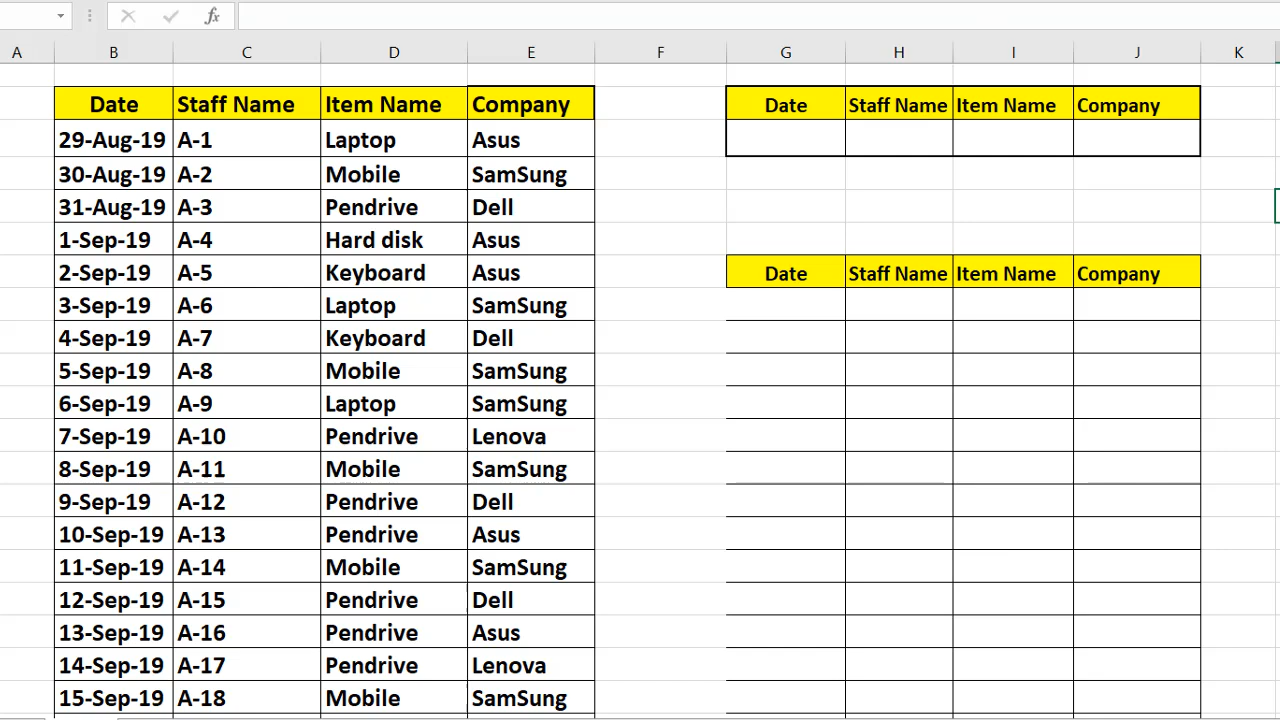 fx
A B C D E F G H I J K
Date Staff Name Item Name Company Date Staff Name Item Name Company
29-Aug-19 A-1 Laptop Asus
30-Aug-19 A-2 Mobile SamSung
31-Aug-19 A-3 Pendrive Dell
1-Sep-19 A-4 Hard disk Asus
2-Sep-19 A-5 Keyboard Asus Date Staff Name Item Name Company
3-Sep-19 A-6 Laptop SamSung
4-Sep-19 A-7 Keyboard Dell
5-Sep-19 A-8 Mobile SamSung
6-Sep-19 A-9 Laptop SamSung
7-Sep-19 A-10 Pendrive Lenova
8-Sep-19 A-11 Mobile SamSung
9-Sep-19 A-12 Pendrive Dell
10-Sep-19 A-13 Pendrive Asus
11-Sep-19 A-14 Mobile SamSung
12-Sep-19 A-15 Pendrive Dell
13-Sep-19 A-16 Pendrive Asus
14-Sep-19 A-17 Pendrive Lenova
15-Sep-19 A-18 Mobile SamSung